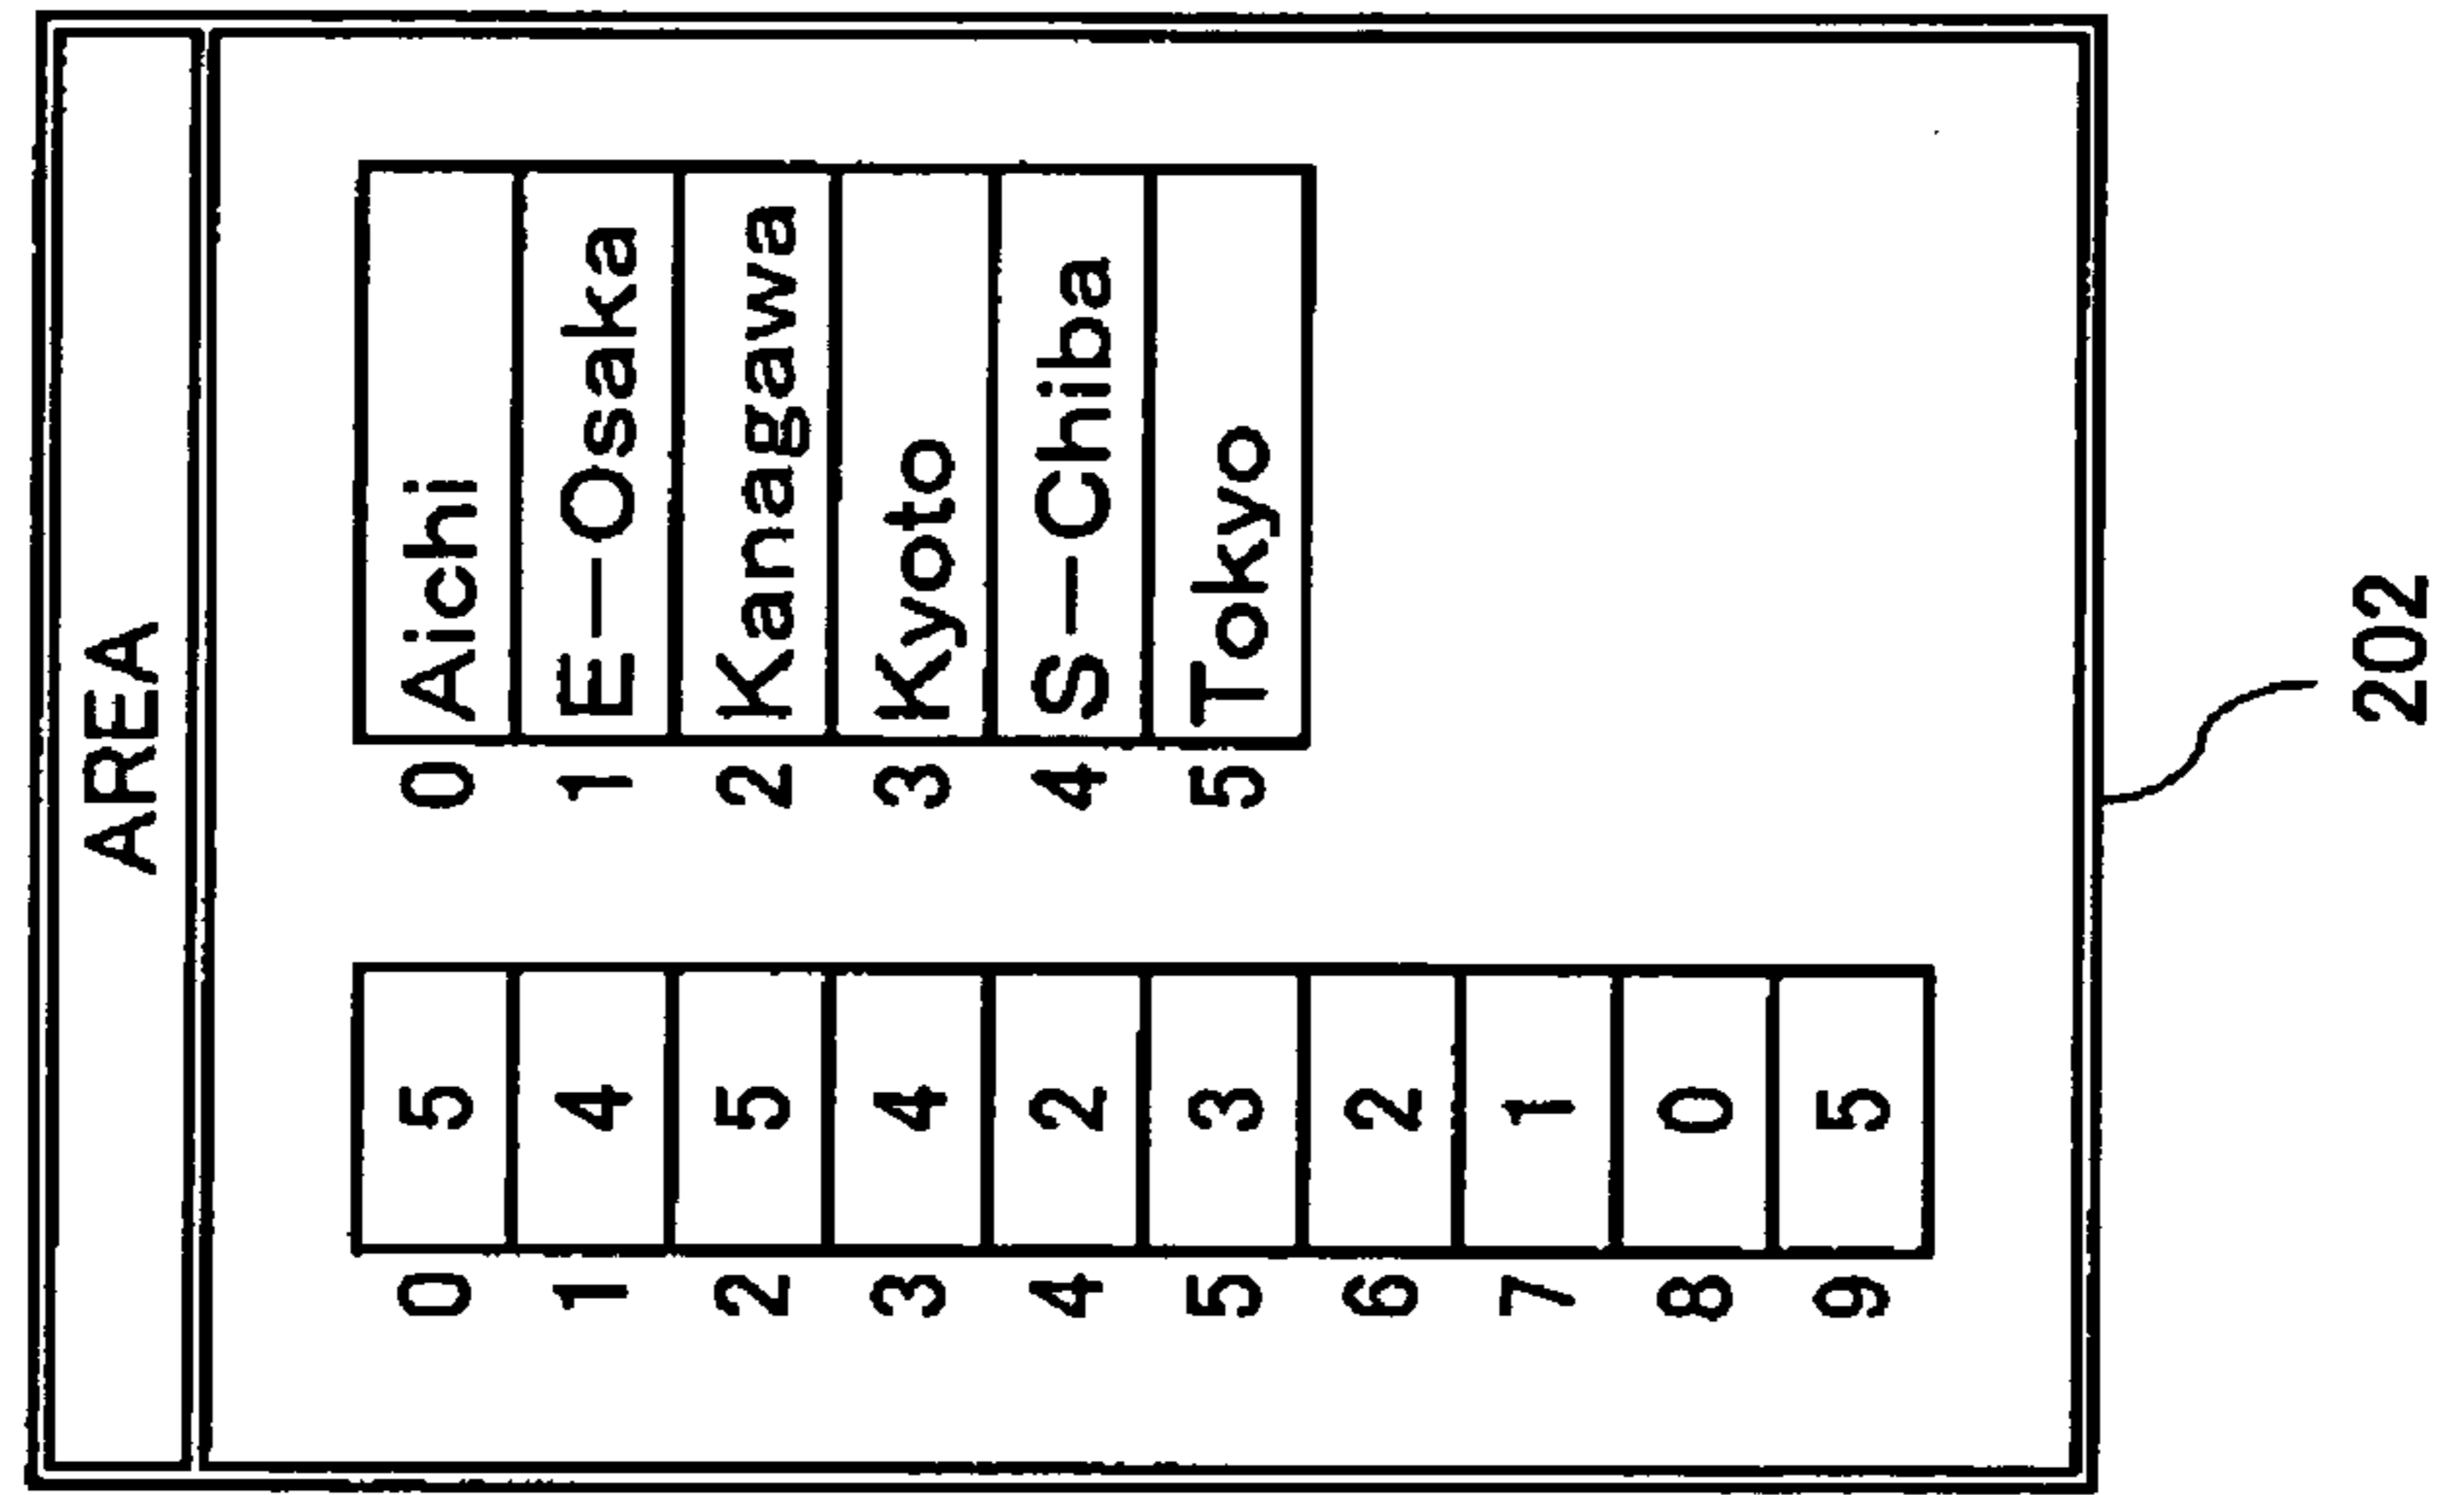 AREA
0 5 0 Aichi
1 4 1 E—Osaka
2 5 2 Kanagawa
3 4 3 Kyoto
4 2 4 S—Chiba
5 3 5 Tokyo
6 2
7 1
8 0
9 5
202